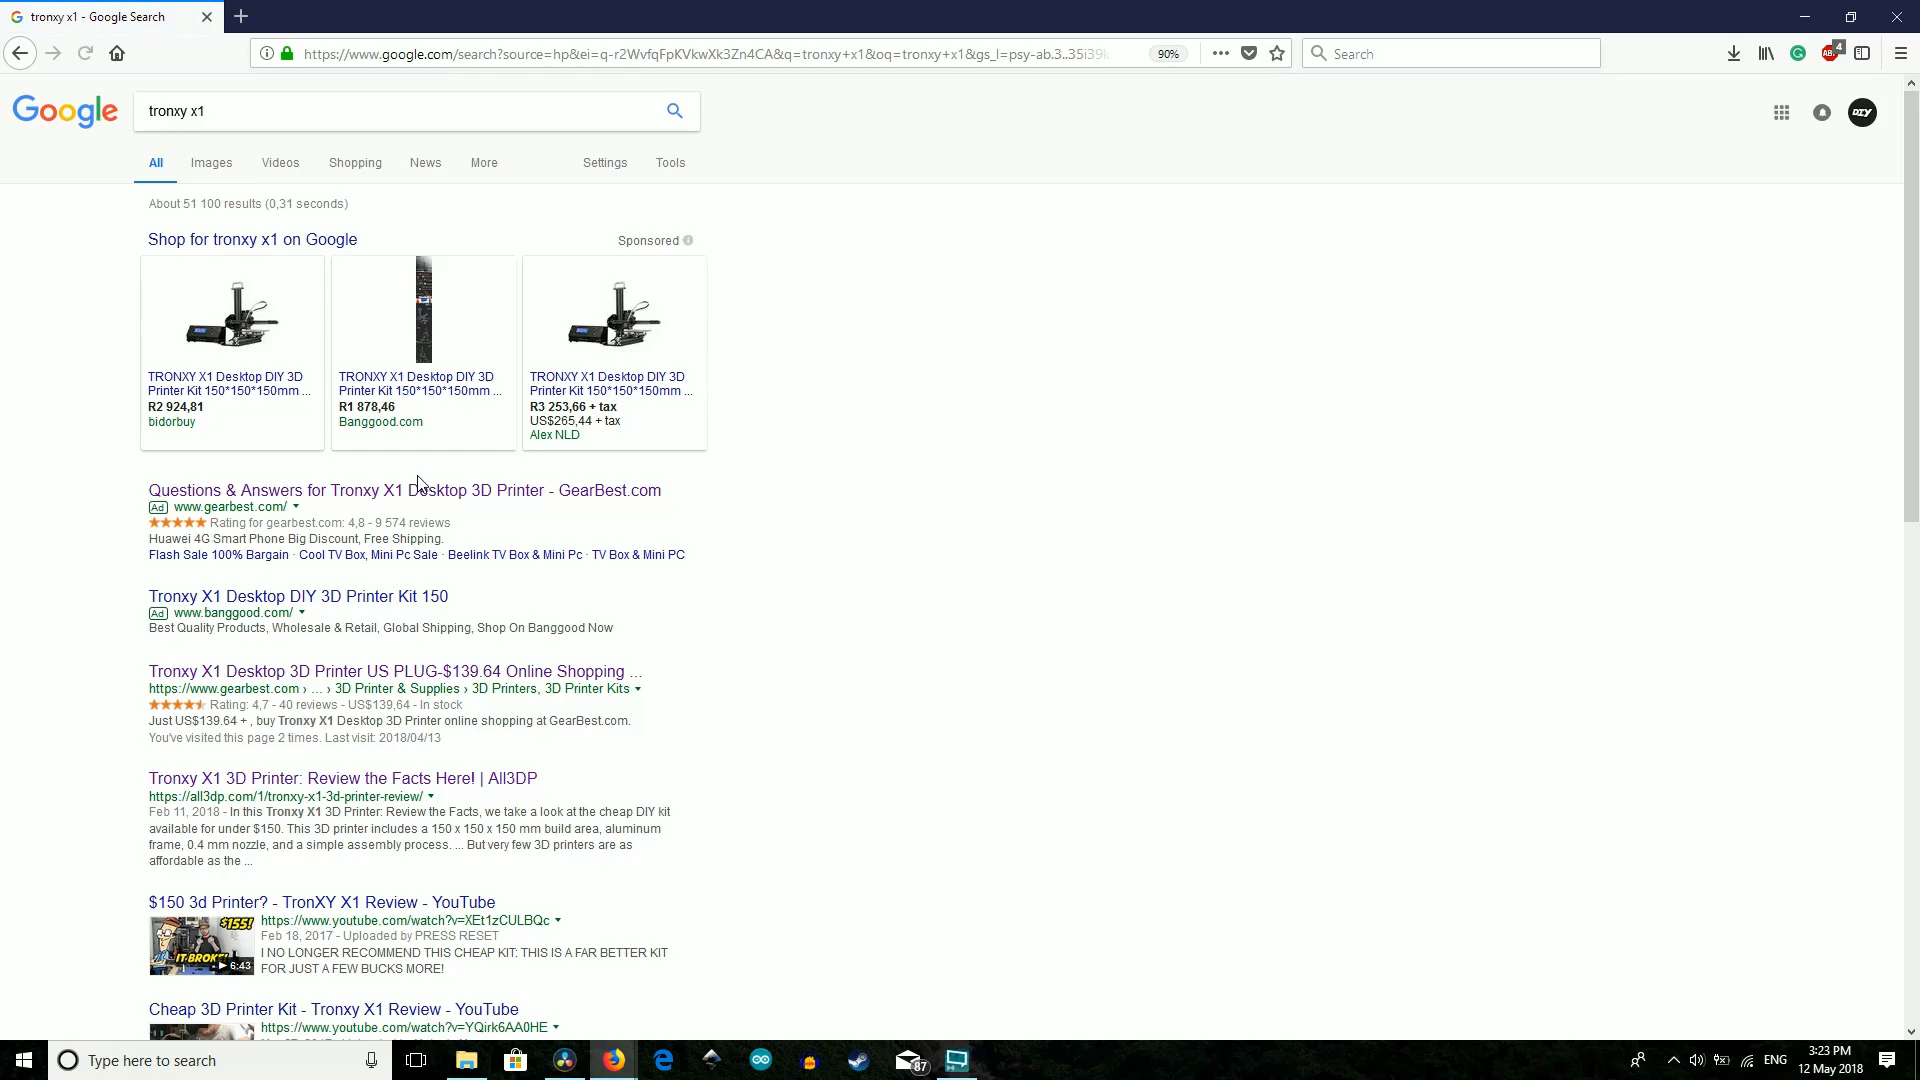 tronxy x1 - Google Search
https://www.google.com/search?source=hp&ei=q-r2WvfqFpKVkwXk3Zn4CA&q=tronxy+x1&oq=tronxy+x1&gs_l=psy-ab.3..35i39k
90%
Search
4
Google
tronxy x1
DIY
All
Images
Videos
Shopping
News
More
Settings
Tools
About 51 100 results (0,31 seconds)
Shop for tronxy x1 on Google
Sponsored
TRONXY X1 Desktop DIY 3D
Printer Kit 150*150*150mm ...
R2 924,81
bidorbuy
TRONXY X1 Desktop DIY 3D
Printer Kit 150*150*150mm ...
R1 878,46
Banggood.com
TRONXY X1 Desktop DIY 3D
Printer Kit 150*150*150mm ...
R3 253,66 + tax
US$265,44 + tax
Alex NLD
Questions & Answers for Tronxy X1 Desktop 3D Printer - GearBest.com
Ad www.gearbest.com/
Rating for gearbest.com: 4,8 - 9 574 reviews
Huawei 4G Smart Phone Big Discount, Free Shipping.
Flash Sale 100% Bargain · Cool TV Box, Mini Pc Sale · Beelink TV Box & Mini Pc · TV Box & Mini PC
Tronxy X1 Desktop DIY 3D Printer Kit 150
Ad www.banggood.com/
Best Quality Products, Wholesale & Retail, Global Shipping, Shop On Banggood Now
Tronxy X1 Desktop 3D Printer US PLUG-$139.64 Online Shopping ...
https://www.gearbest.com › ... › 3D Printer & Supplies › 3D Printers, 3D Printer Kits
Rating: 4,7 - 40 reviews - US$139,64 - In stock
Just US$139.64 + , buy Tronxy X1 Desktop 3D Printer online shopping at GearBest.com.
You've visited this page 2 times. Last visit: 2018/04/13
Tronxy X1 3D Printer: Review the Facts Here! | All3DP
https://all3dp.com/1/tronxy-x1-3d-printer-review/
Feb 11, 2018 - In this Tronxy X1 3D Printer: Review the Facts, we take a look at the cheap DIY kit
available for under $150. This 3D printer includes a 150 x 150 x 150 mm build area, aluminum
frame, 0.4 mm nozzle, and a simple assembly process. ... But very few 3D printers are as
affordable as the ...
$150 3d Printer? - TronXY X1 Review - YouTube
$155!
IT BROKE!
6:43
https://www.youtube.com/watch?v=XEt1zCULBQc
Feb 18, 2017 - Uploaded by PRESS RESET
I NO LONGER RECOMMEND THIS CHEAP KIT: THIS IS A FAR BETTER KIT
FOR JUST A FEW BUCKS MORE!
Cheap 3D Printer Kit - Tronxy X1 Review - YouTube
https://www.youtube.com/watch?v=YQirk6AA0HE
Type here to search
87
ENG
3:23 PM
12 May 2018